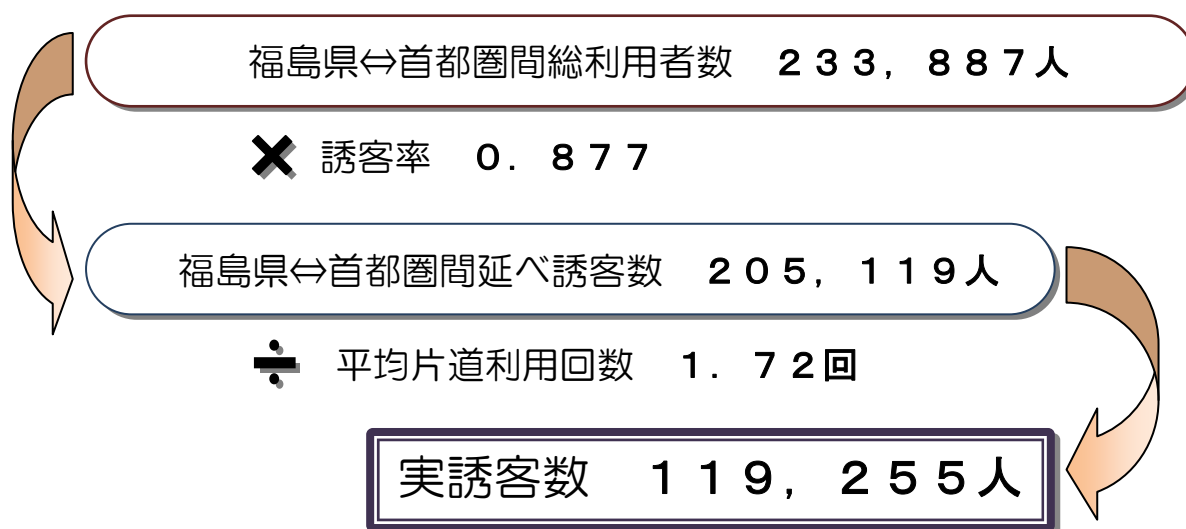 福島県⇔首都圏間総利用者数　２３３，８８７人
✖ 誘客率　０．８７７
福島県⇔首都圏間延べ誘客数　２０５，１１９人
÷ 平均片道利用回数　１．７２回
実誘客数　１１９，２５５人